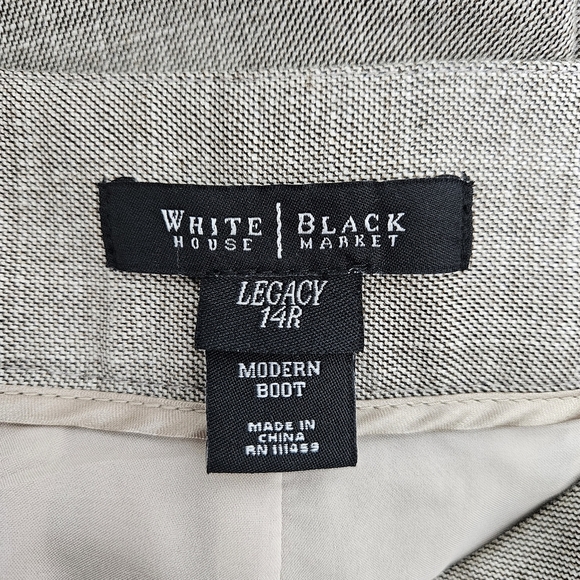 WHITE | BLACK
HOUSE | MARKET
LEGACY
14R
MODERN
BOOT
MADE IN
CHINA
RN 111459